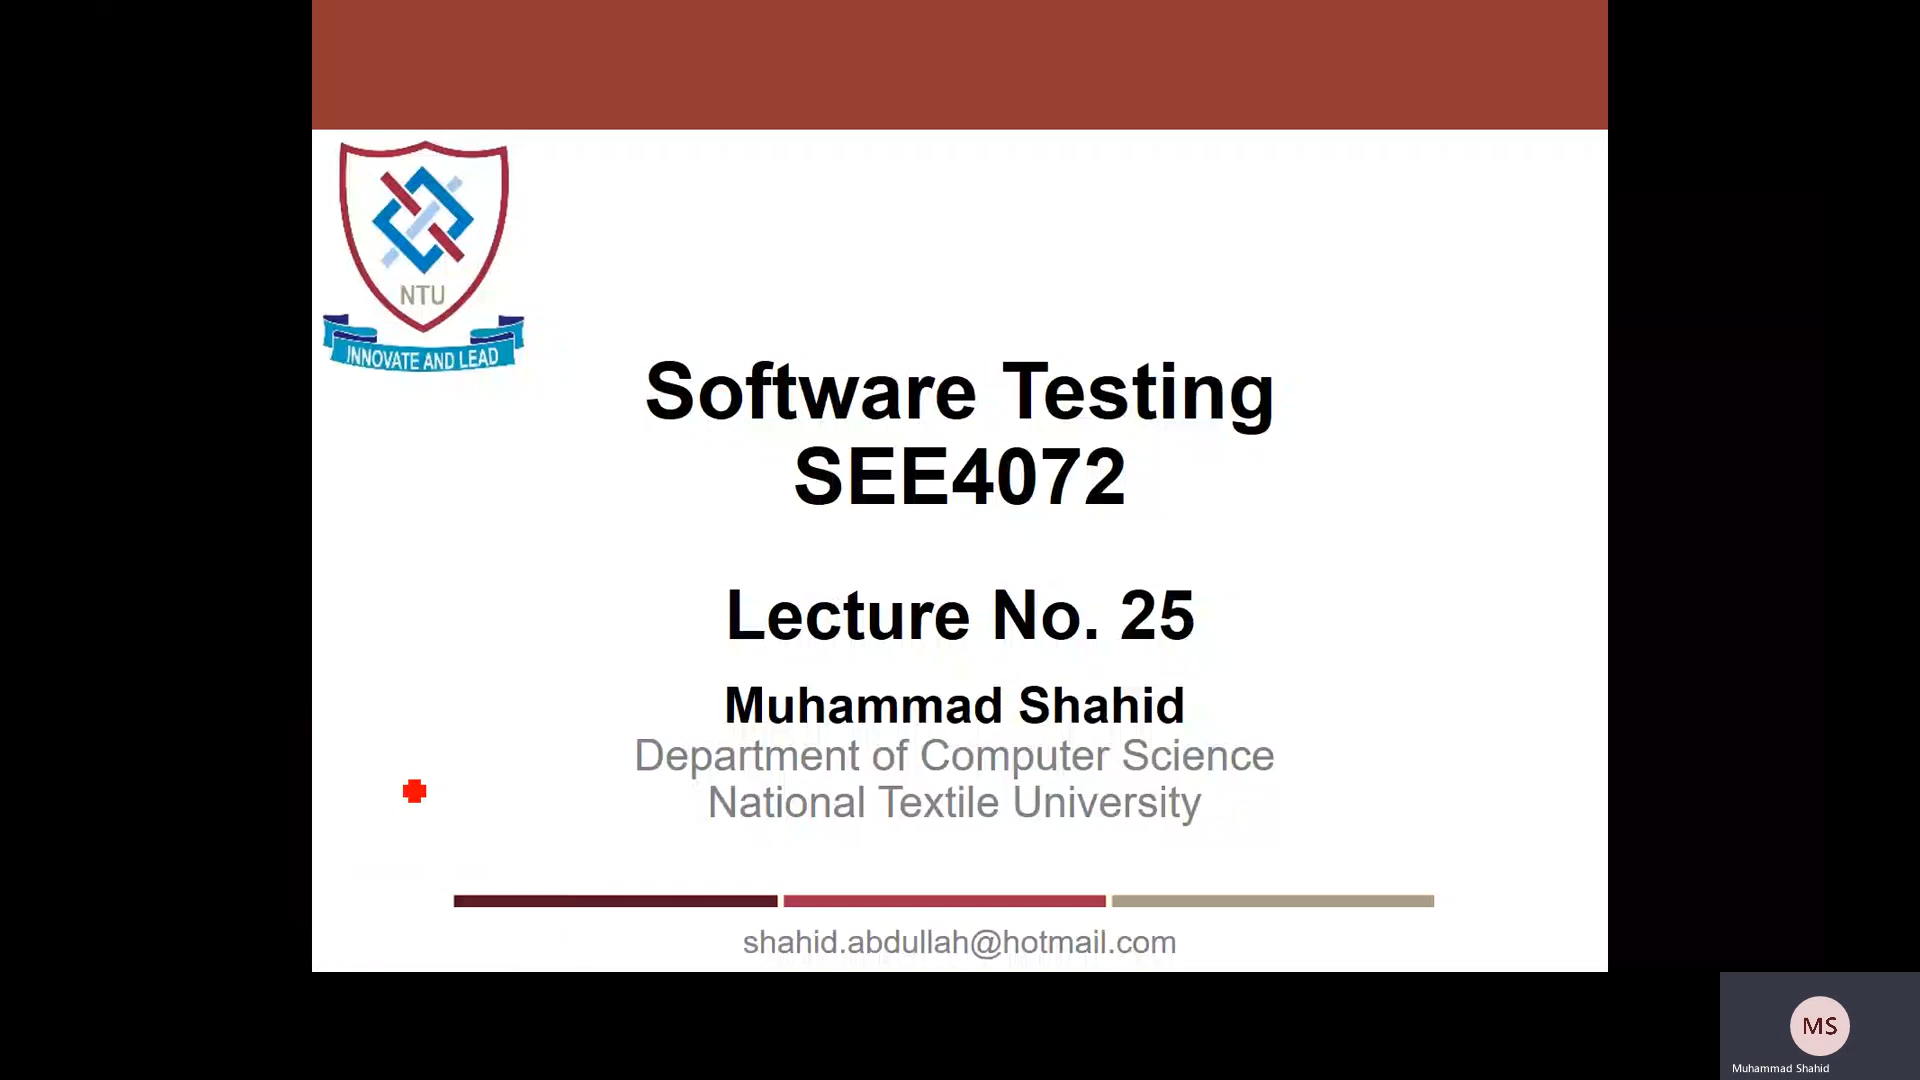 NTU
INNOVATE AND LEAD
Software Testing
SEE4072
Lecture No. 25
Muhammad Shahid
Department of Computer Science
National Textile University
shahid.abdullah@hotmail.com
MS
Muhammad Shahid